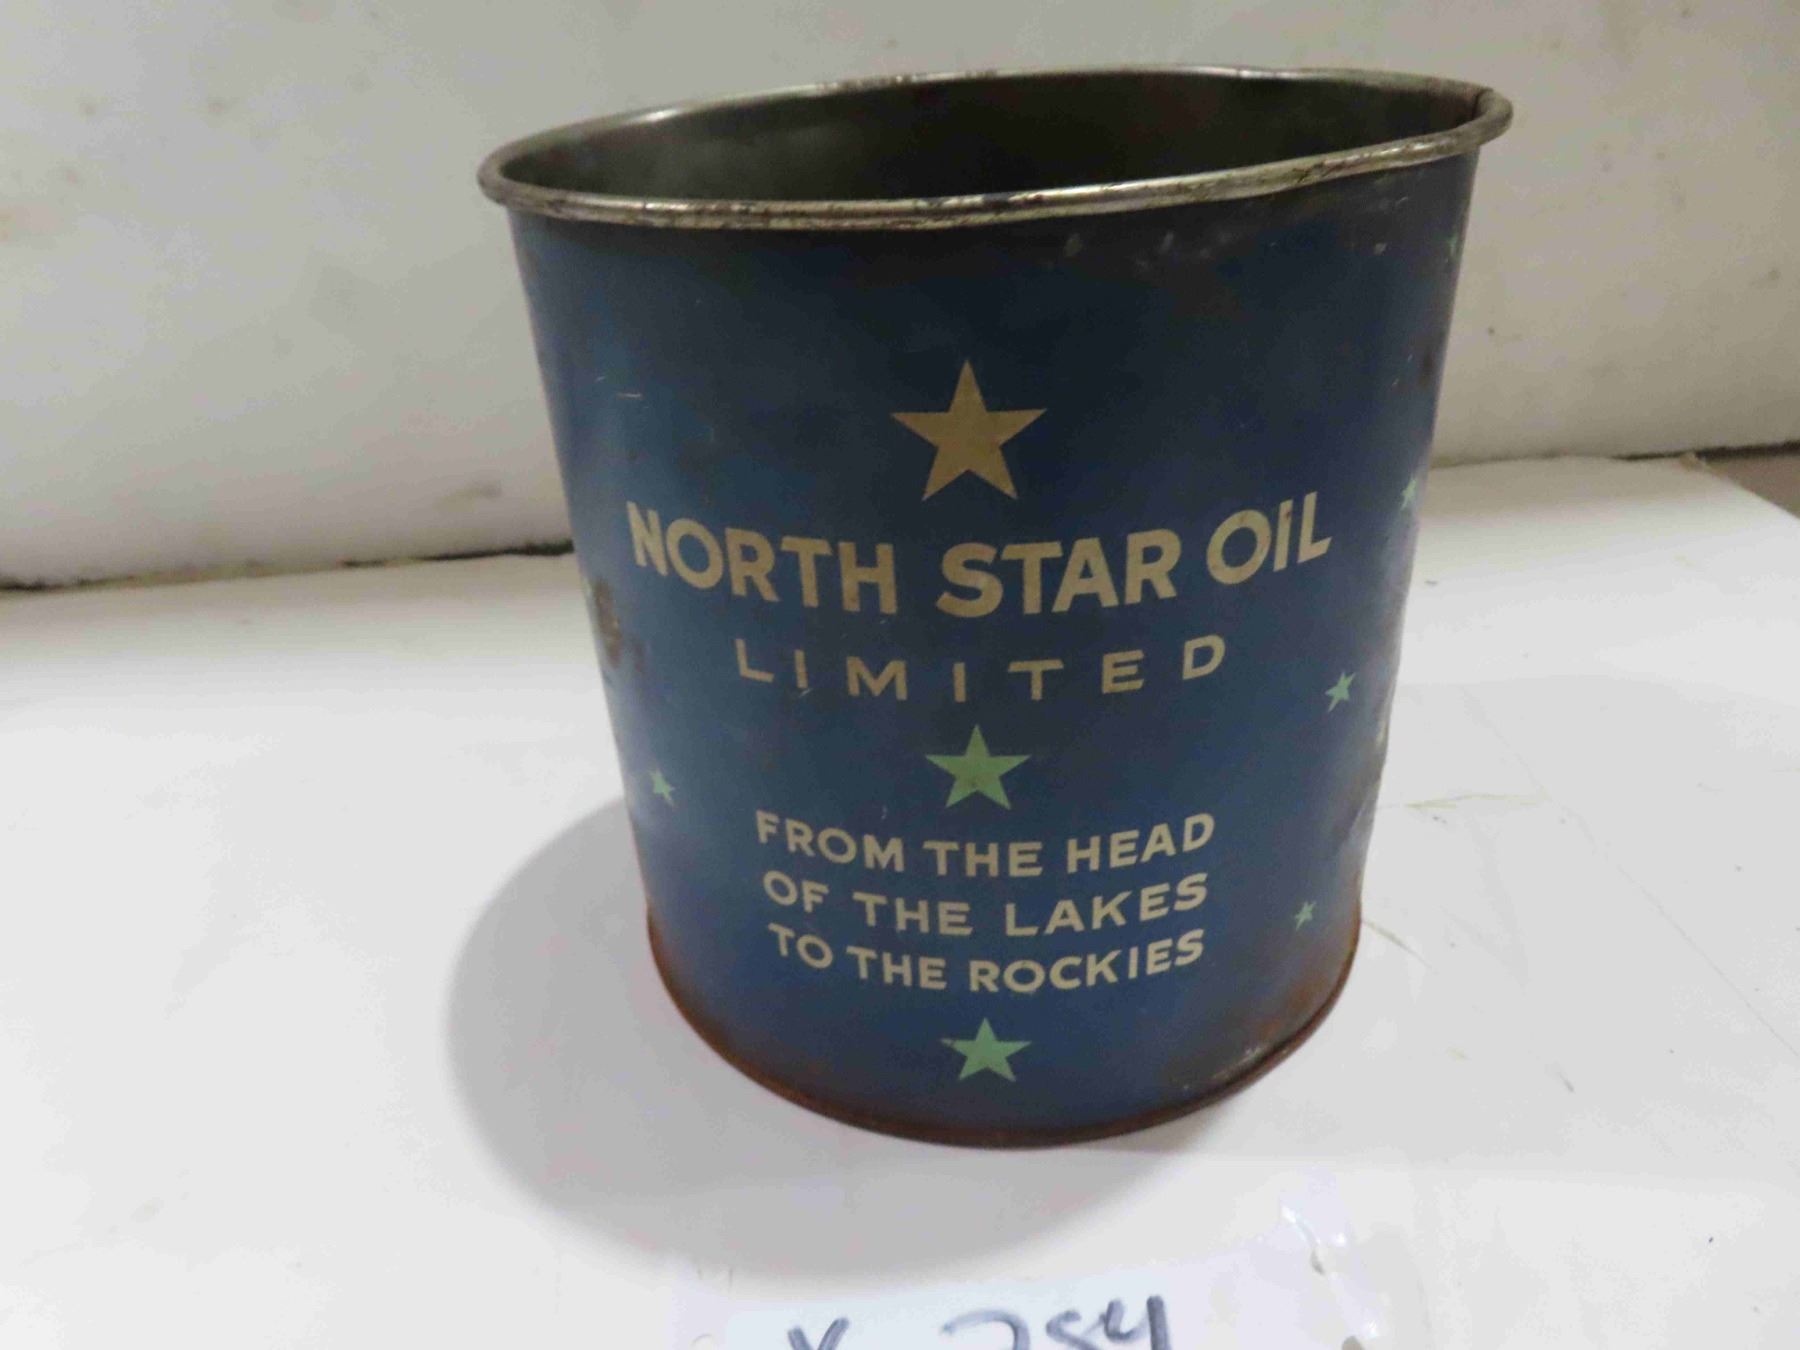 NORTH STAR OIL
LIMITED
FROM THE HEAD
OF THE LAKES
TO THE ROCKIES